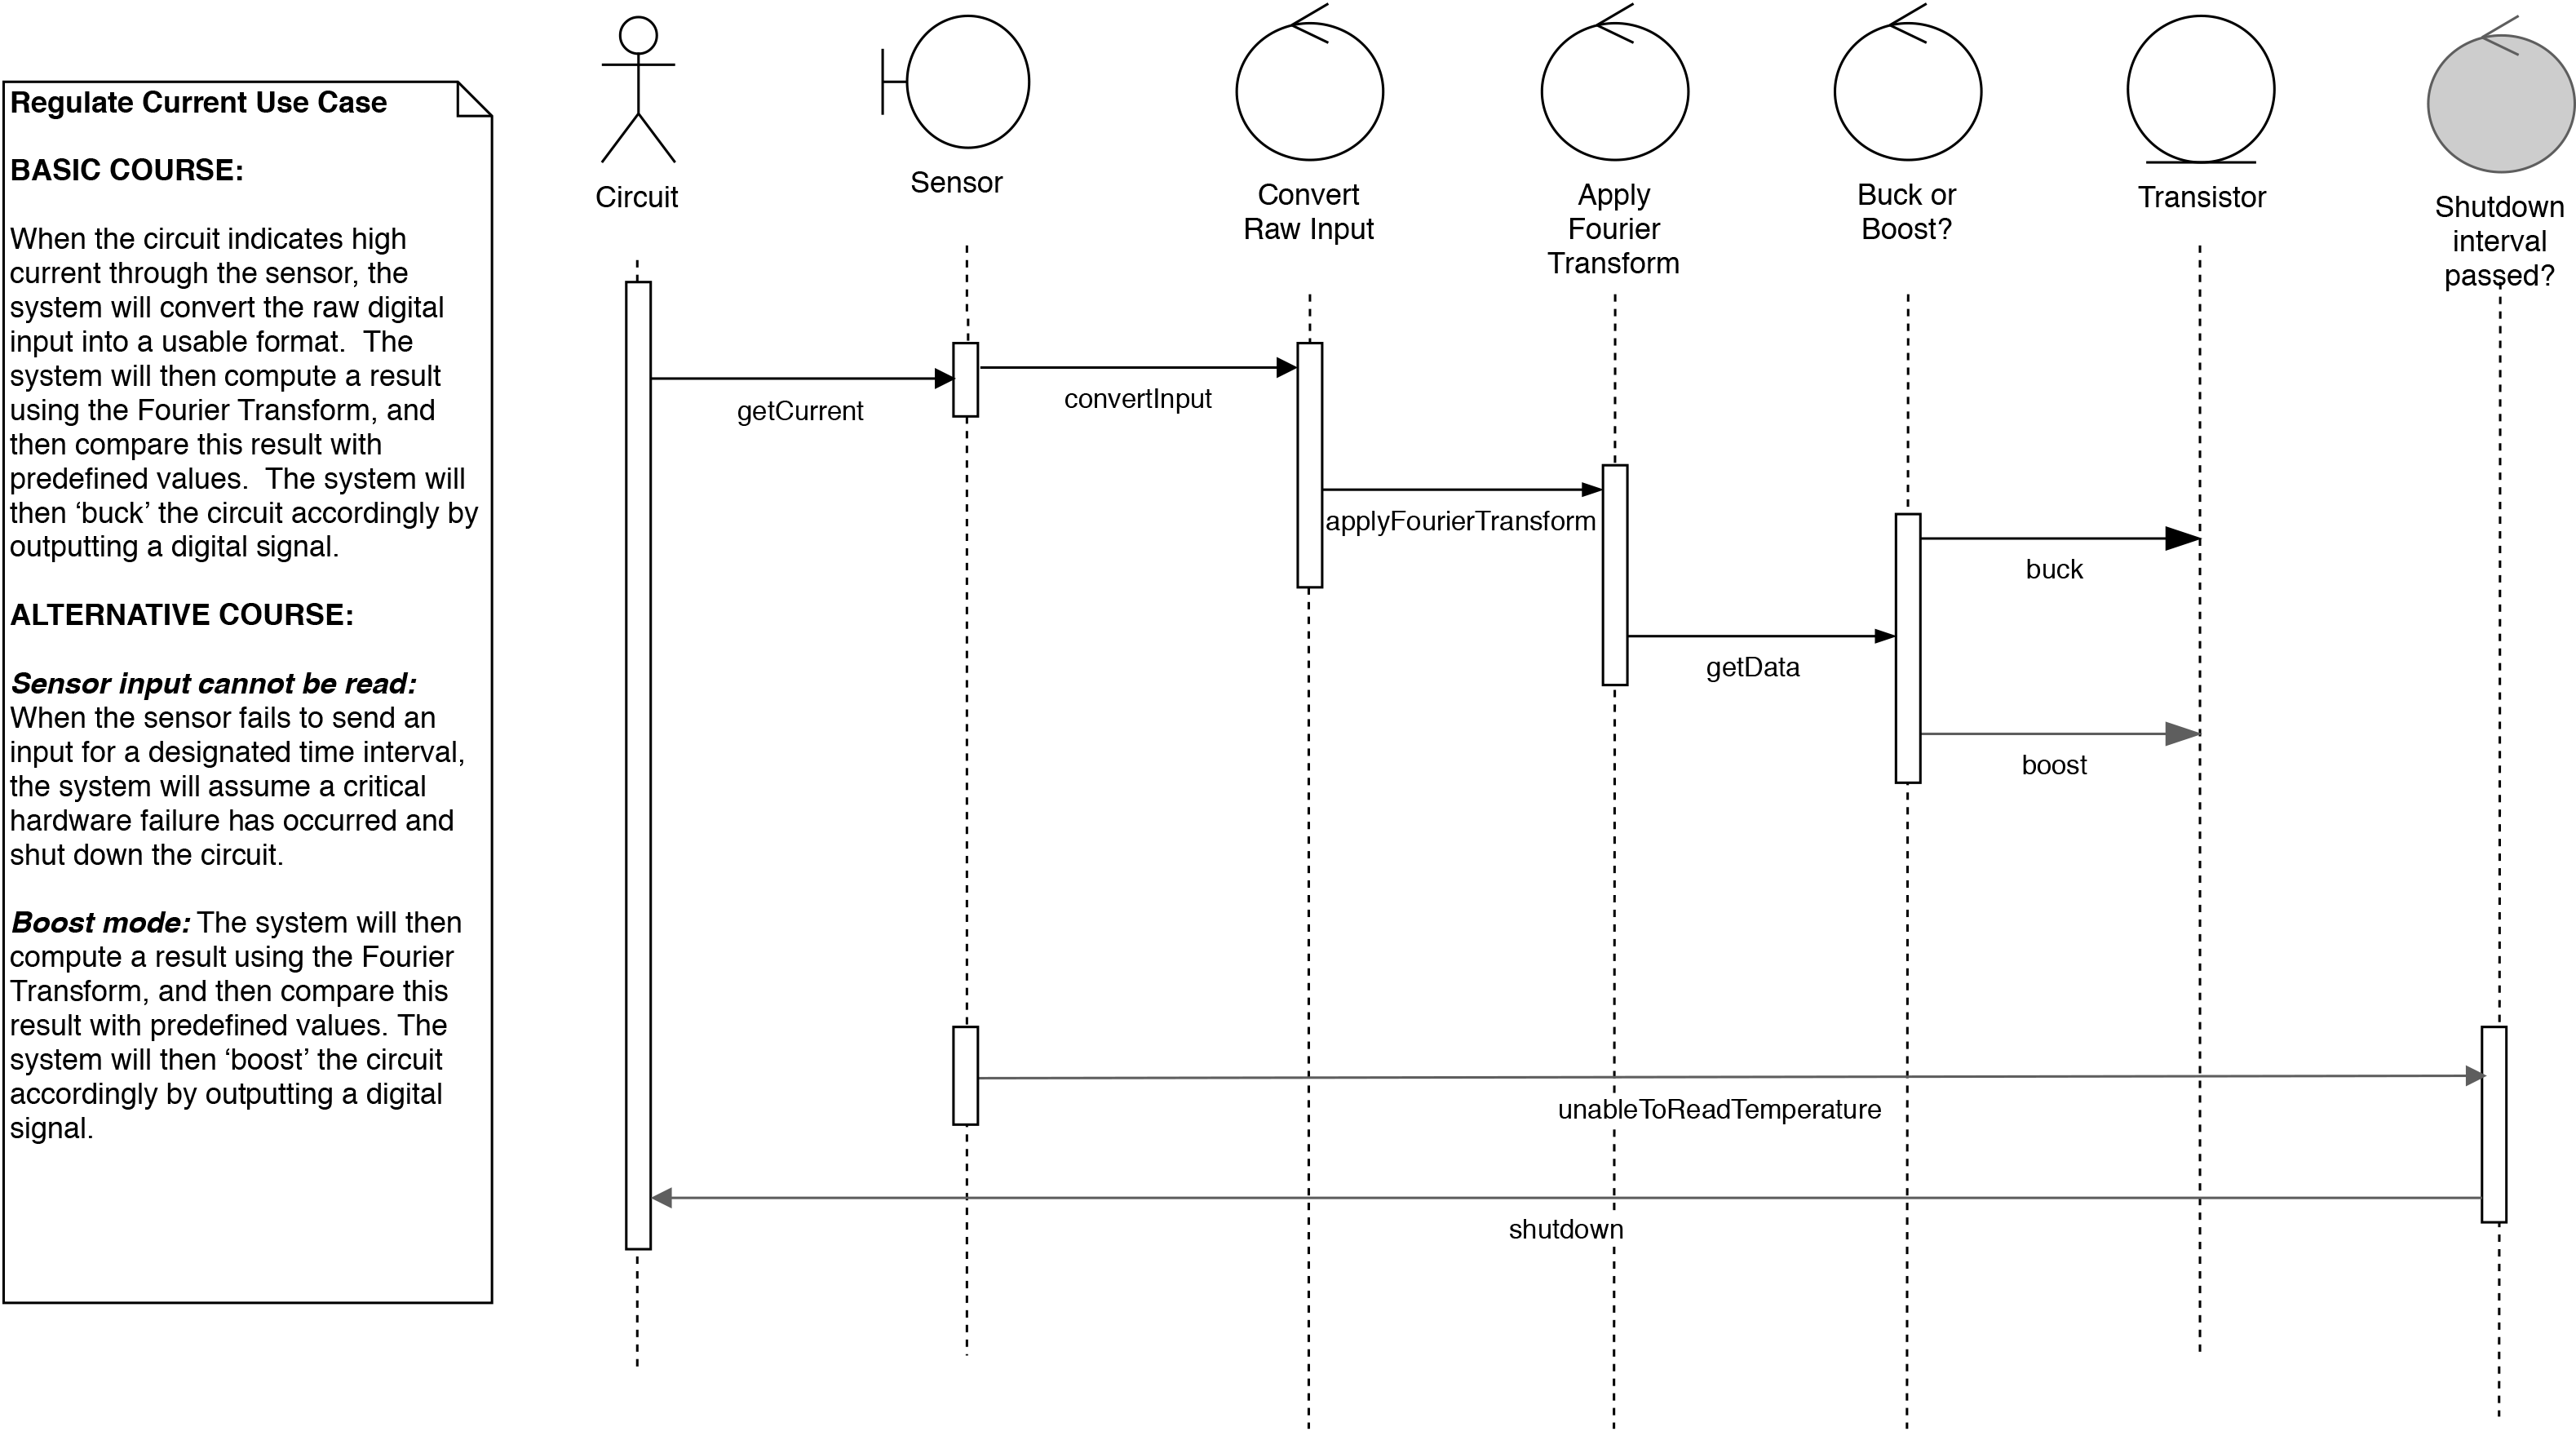 Regulate Current Use Case
BASIC COURSE:
When the circuit indicates high
current through the sensor, the
system will convert the raw digital
input into a usable format.  The
system will then compute a result
using the Fourier Transform, and
then compare this result with
predefined values.  The system will
then ‘buck’ the circuit accordingly by
outputting a digital signal.
ALTERNATIVE COURSE:
Sensor input cannot be read:
When the sensor fails to send an
input for a designated time interval,
the system will assume a critical
hardware failure has occurred and
shut down the circuit.
Boost mode: The system will then
compute a result using the Fourier
Transform, and then compare this
result with predefined values. The
system will then ‘boost’ the circuit
accordingly by outputting a digital
signal.
Circuit
Sensor
Convert
Raw Input
Apply
Fourier
Transform
Buck or
Boost?
Transistor
Shutdown
interval
passed?
getCurrent
convertInput
applyFourierTransform
buck
getData
boost
unableToReadTemperature
shutdown